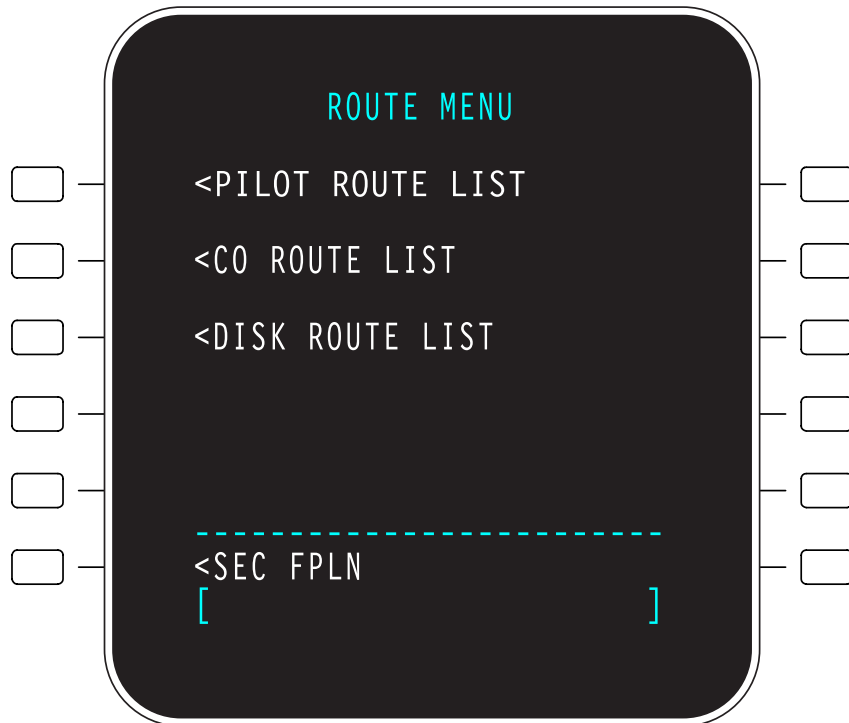 ROUTE MENU
<PILOT ROUTE LIST
<CO ROUTE LIST
<DISK ROUTE LIST
-------------------------
<SEC FPLN
[ ]